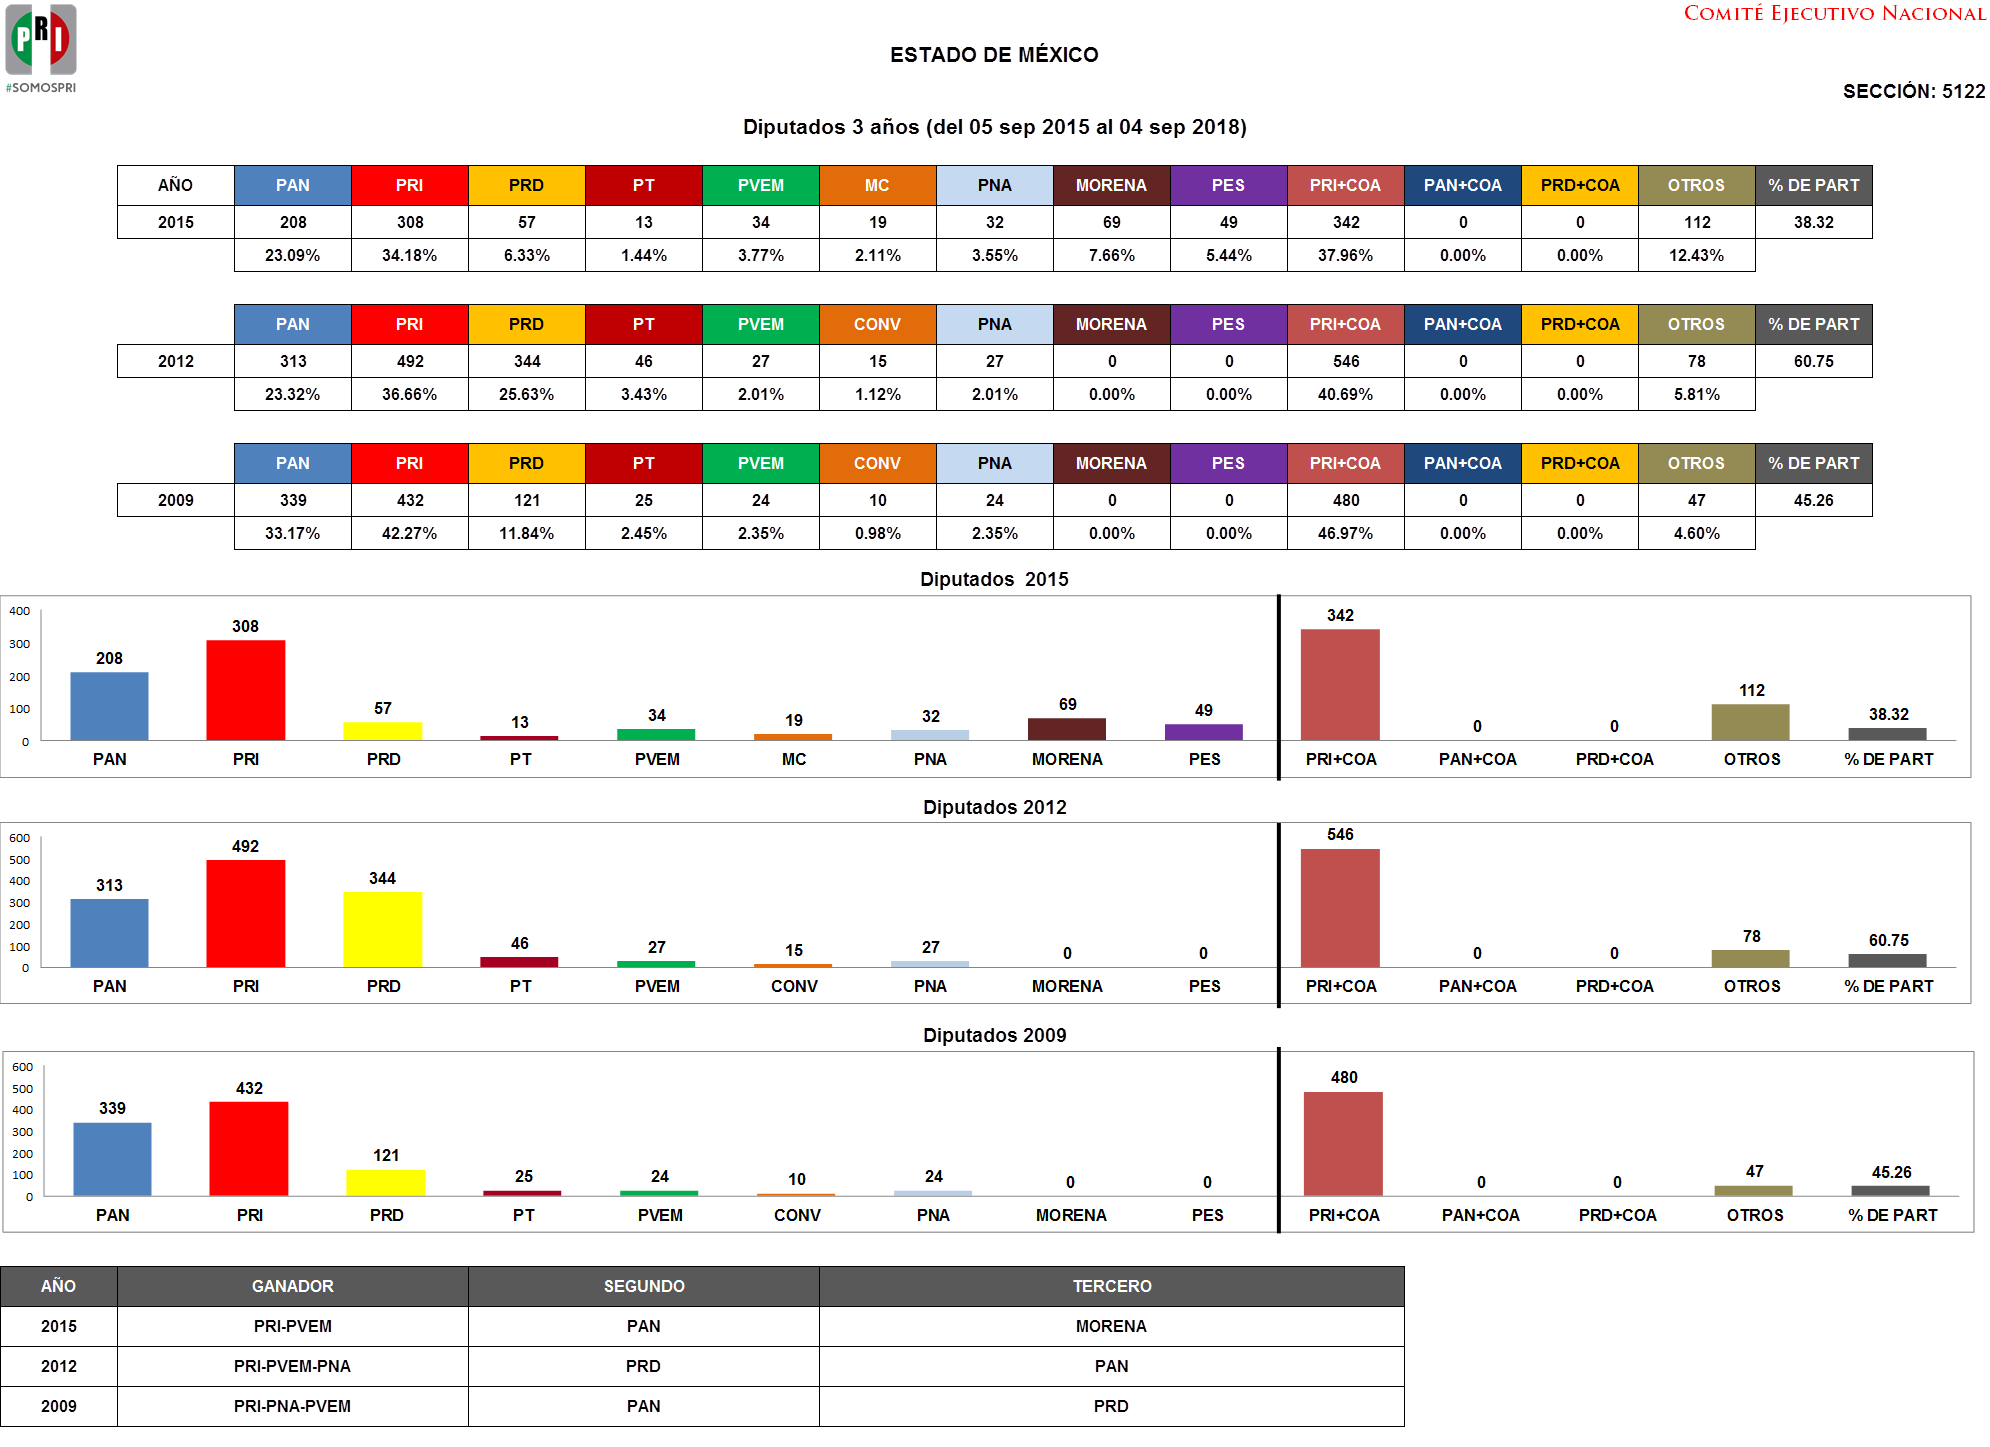 PRI
#SOMOSPRI
COMITÉ EJECUTIVO NACIONAL
ESTADO DE MÉXICO
SECCIÓN: 5122
Diputados 3 años (del 05 sep 2015 al 04 sep 2018)
AÑO PAN PRI PRD PT PVEM MC PNA MORENA PES PRI+COA PAN+COA PRD+COA OTROS % DE PART
2015 208 308 57 13 34 19 32 69 49 342 0 0 112 38.32
23.09% 34.18% 6.33% 1.44% 3.77% 2.11% 3.55% 7.66% 5.44% 37.96% 0.00% 0.00% 12.43%
PAN PRI PRD PT PVEM CONV PNA MORENA PES PRI+COA PAN+COA PRD+COA OTROS % DE PART
2012 313 492 344 46 27 15 27 0 0 546 0 0 78 60.75
23.32% 36.66% 25.63% 3.43% 2.01% 1.12% 2.01% 0.00% 0.00% 40.69% 0.00% 0.00% 5.81%
PAN PRI PRD PT PVEM CONV PNA MORENA PES PRI+COA PAN+COA PRD+COA OTROS % DE PART
2009 339 432 121 25 24 10 24 0 0 480 0 0 47 45.26
33.17% 42.27% 11.84% 2.45% 2.35% 0.98% 2.35% 0.00% 0.00% 46.97% 0.00% 0.00% 4.60%
Diputados 2015
400
300
200
100
0
208 308 57 13 34 19 32 69 49 342 0 0 112 38.32
PAN PRI PRD PT PVEM MC PNA MORENA PES PRI+COA PAN+COA PRD+COA OTROS % DE PART
Diputados 2012
600
500
400
300
200
100
0
313 492 344 46 27 15 27 0 0 546 0 0 78 60.75
PAN PRI PRD PT PVEM CONV PNA MORENA PES PRI+COA PAN+COA PRD+COA OTROS % DE PART
Diputados 2009
600
500
400
300
200
100
0
339 432 121 25 24 10 24 0 0 480 0 0 47 45.26
PAN PRI PRD PT PVEM CONV PNA MORENA PES PRI+COA PAN+COA PRD+COA OTROS % DE PART
AÑO GANADOR SEGUNDO TERCERO
2015 PRI-PVEM PAN MORENA
2012 PRI-PVEM-PNA PRD PAN
2009 PRI-PNA-PVEM PAN PRD